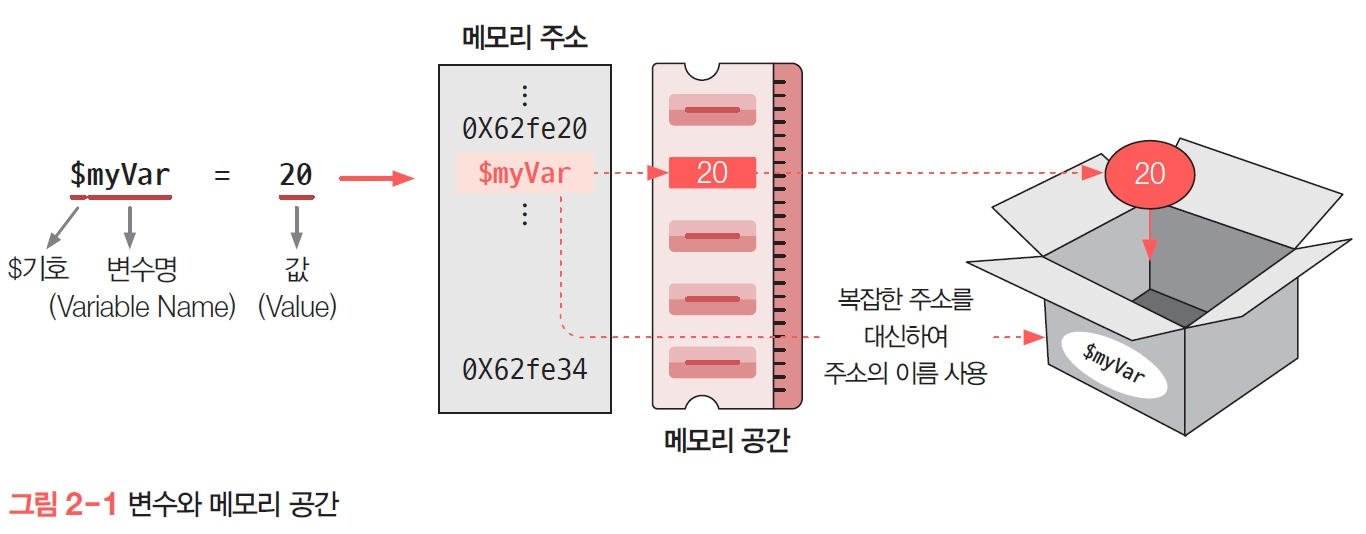 $myVar = 20
$기호
변수명
(Variable Name)
값
(Value)
메모리 주소
⋮
0X62fe20
$myVar
⋮
0X62fe34
20
메모리 공간
복잡한 주소를
대신하여
주소의 이름 사용
20
$myVar
그림 2-1 변수와 메모리 공간